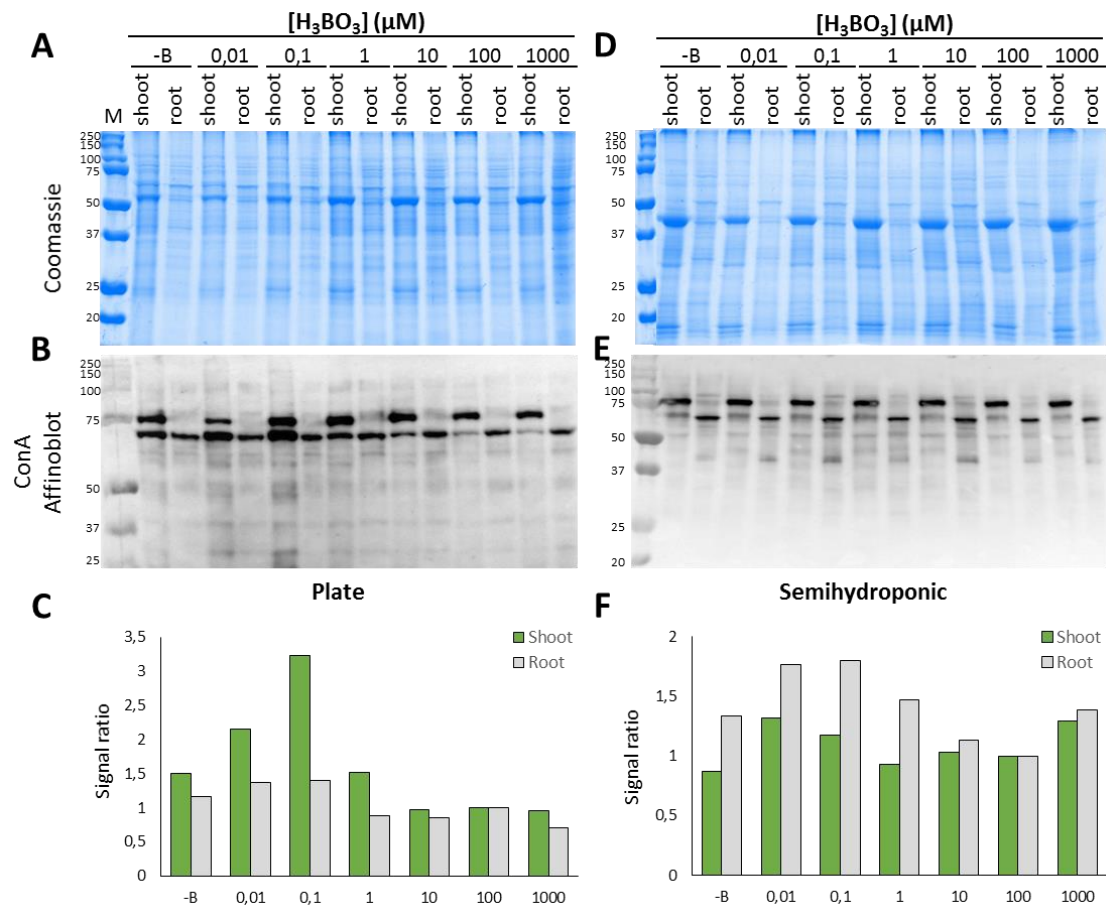 A
[H₃BO₃] (µM)
-B 0,01 0,1 1 10 100 1000
M shoot root shoot root shoot root shoot root shoot root shoot root shoot root
Coomassie
250
150
100
75
50
37
25
20
B
ConA
Affinoblot
250
150
100
75
50
37
25
C
Plate
Signal ratio
3,5
3
2,5
2
1,5
1
0,5
0
Shoot
Root
-B 0,01 0,1 1 10 100 1000
D
[H₃BO₃] (µM)
-B 0,01 0,1 1 10 100 1000
shoot root shoot root shoot root shoot root shoot root shoot root shoot root
250
150
100
75
50
37
25
20
E
250
150
100
75
50
37
25
20
F
Semihydroponic
Signal ratio
2
1,5
1
0,5
0
Shoot
Root
-B 0,01 0,1 1 10 100 1000